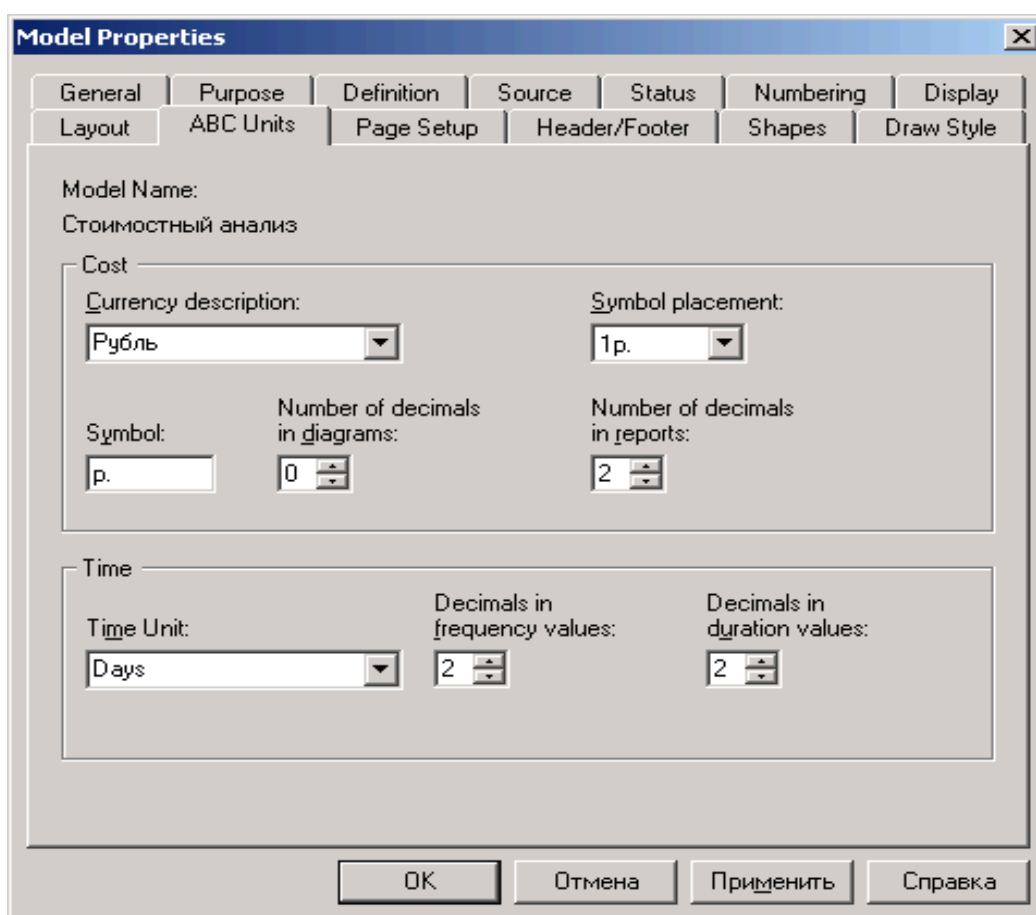 Model Properties
General Purpose Definition Source Status Numbering Display
Layout ABC Units Page Setup Header/Footer Shapes Draw Style
Model Name:
Стоимостный анализ
Cost
Currency description: Symbol placement:
Рубль 1р.
Number of decimals Number of decimals
Symbol: in diagrams: in reports:
р. 0 2
Time
Decimals in Decimals in
Time Unit: frequency values: duration values:
Days 2 2
OK Отмена Применить Справка